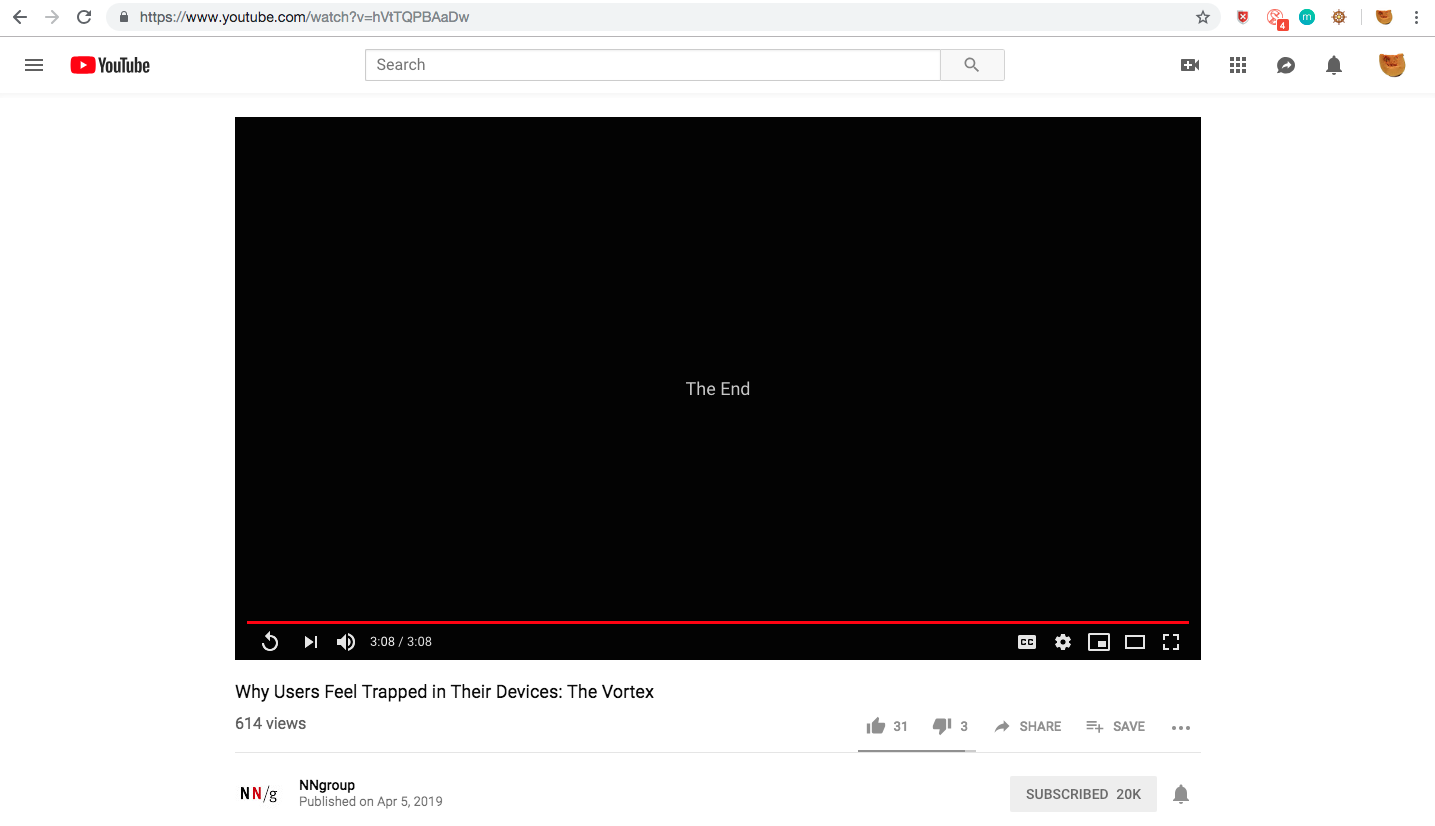 https://www.youtube.com/watch?v=hVtTQPBAaDw
4
m
YouTube
Search
The End
3:08 / 3:08
CC
Why Users Feel Trapped in Their Devices: The Vortex
614 views
31
3
SHARE
SAVE
NN/g
NNgroup
Published on Apr 5, 2019
SUBSCRIBED 20K